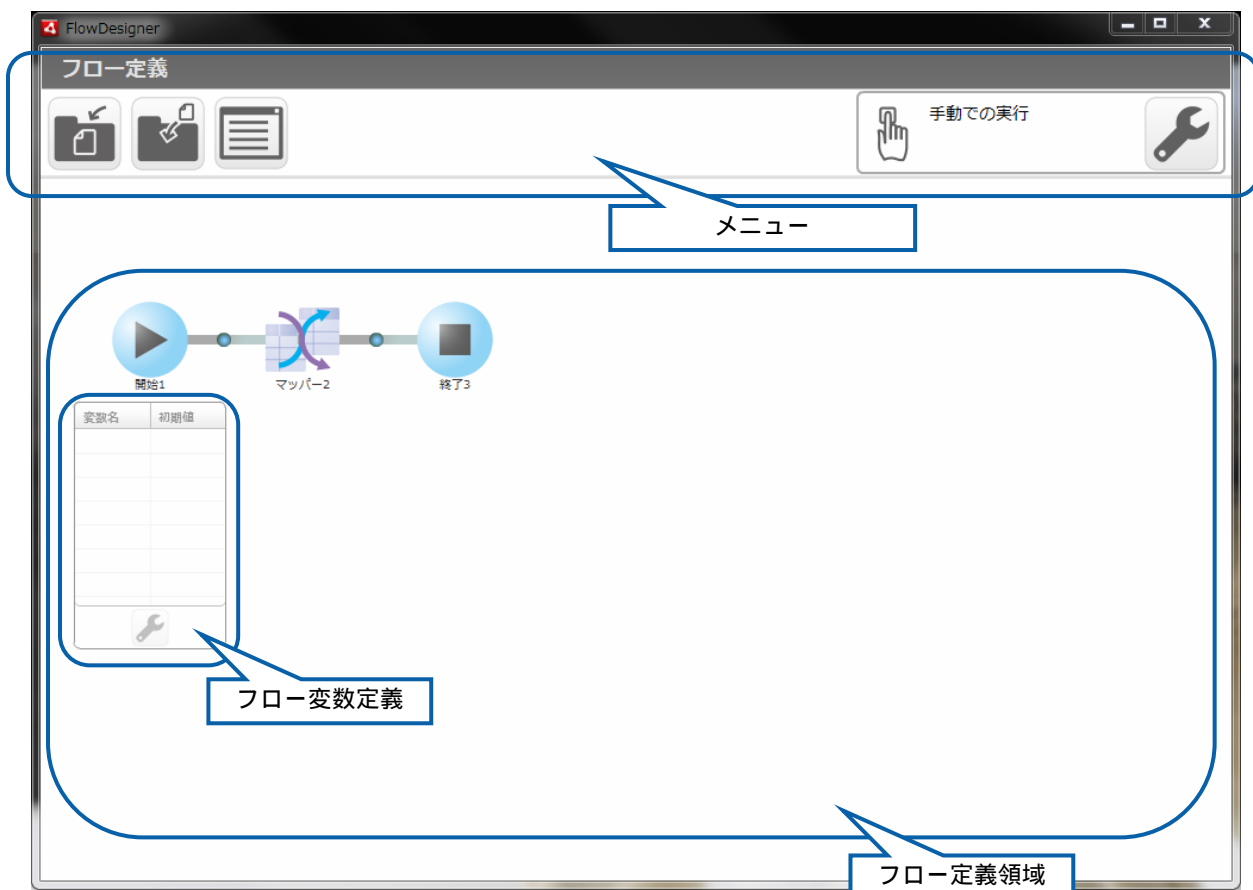 FlowDesigner
フロー定義
手動での実行
メニュー
開始1
マッパー2
終了3
変数名 初期値
フロー変数定義
フロー定義領域